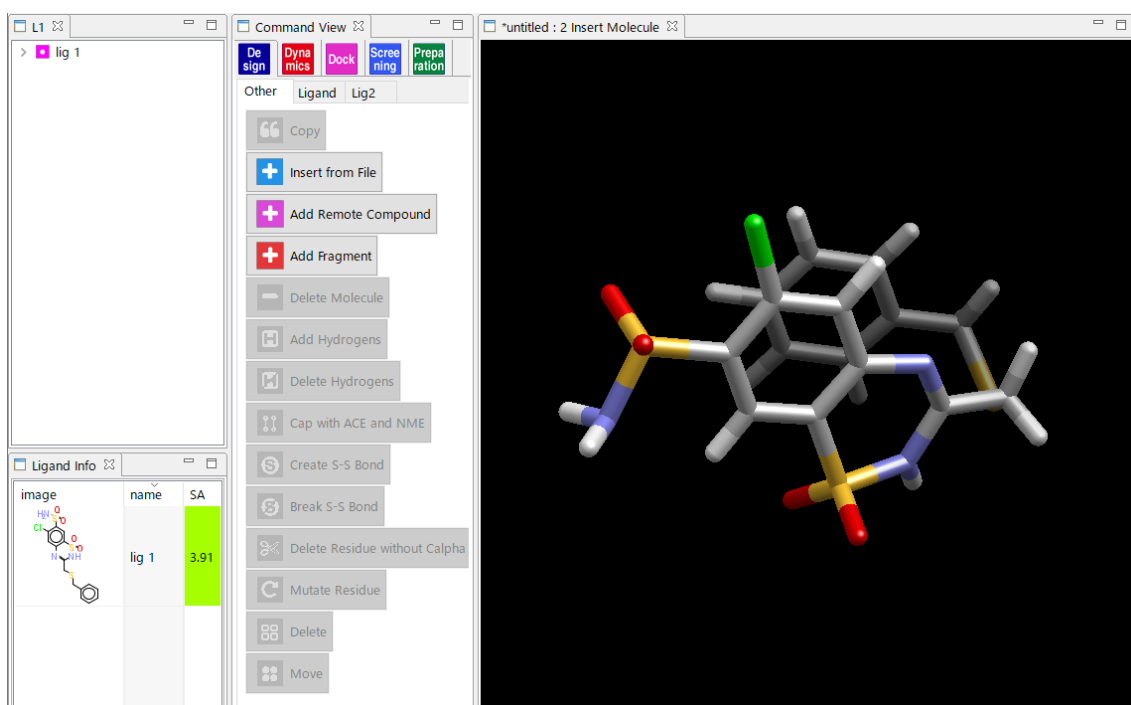 L1
lig 1
Command View
De
sign
Dyna
mics
Dock
Scree
ning
Prepa
ration
Other
Ligand
Lig2
Copy
Insert from File
Add Remote Compound
Add Fragment
Delete Molecule
Add Hydrogens
Delete Hydrogens
Cap with ACE and NME
Create S-S Bond
Break S-S Bond
Delete Residue without Calpha
Mutate Residue
Delete
Move
Ligand Info
image
name
SA
H₂N
S
O
O
Cl
O
S
O
N
NH
S
lig 1
3.91
*untitled : 2 Insert Molecule